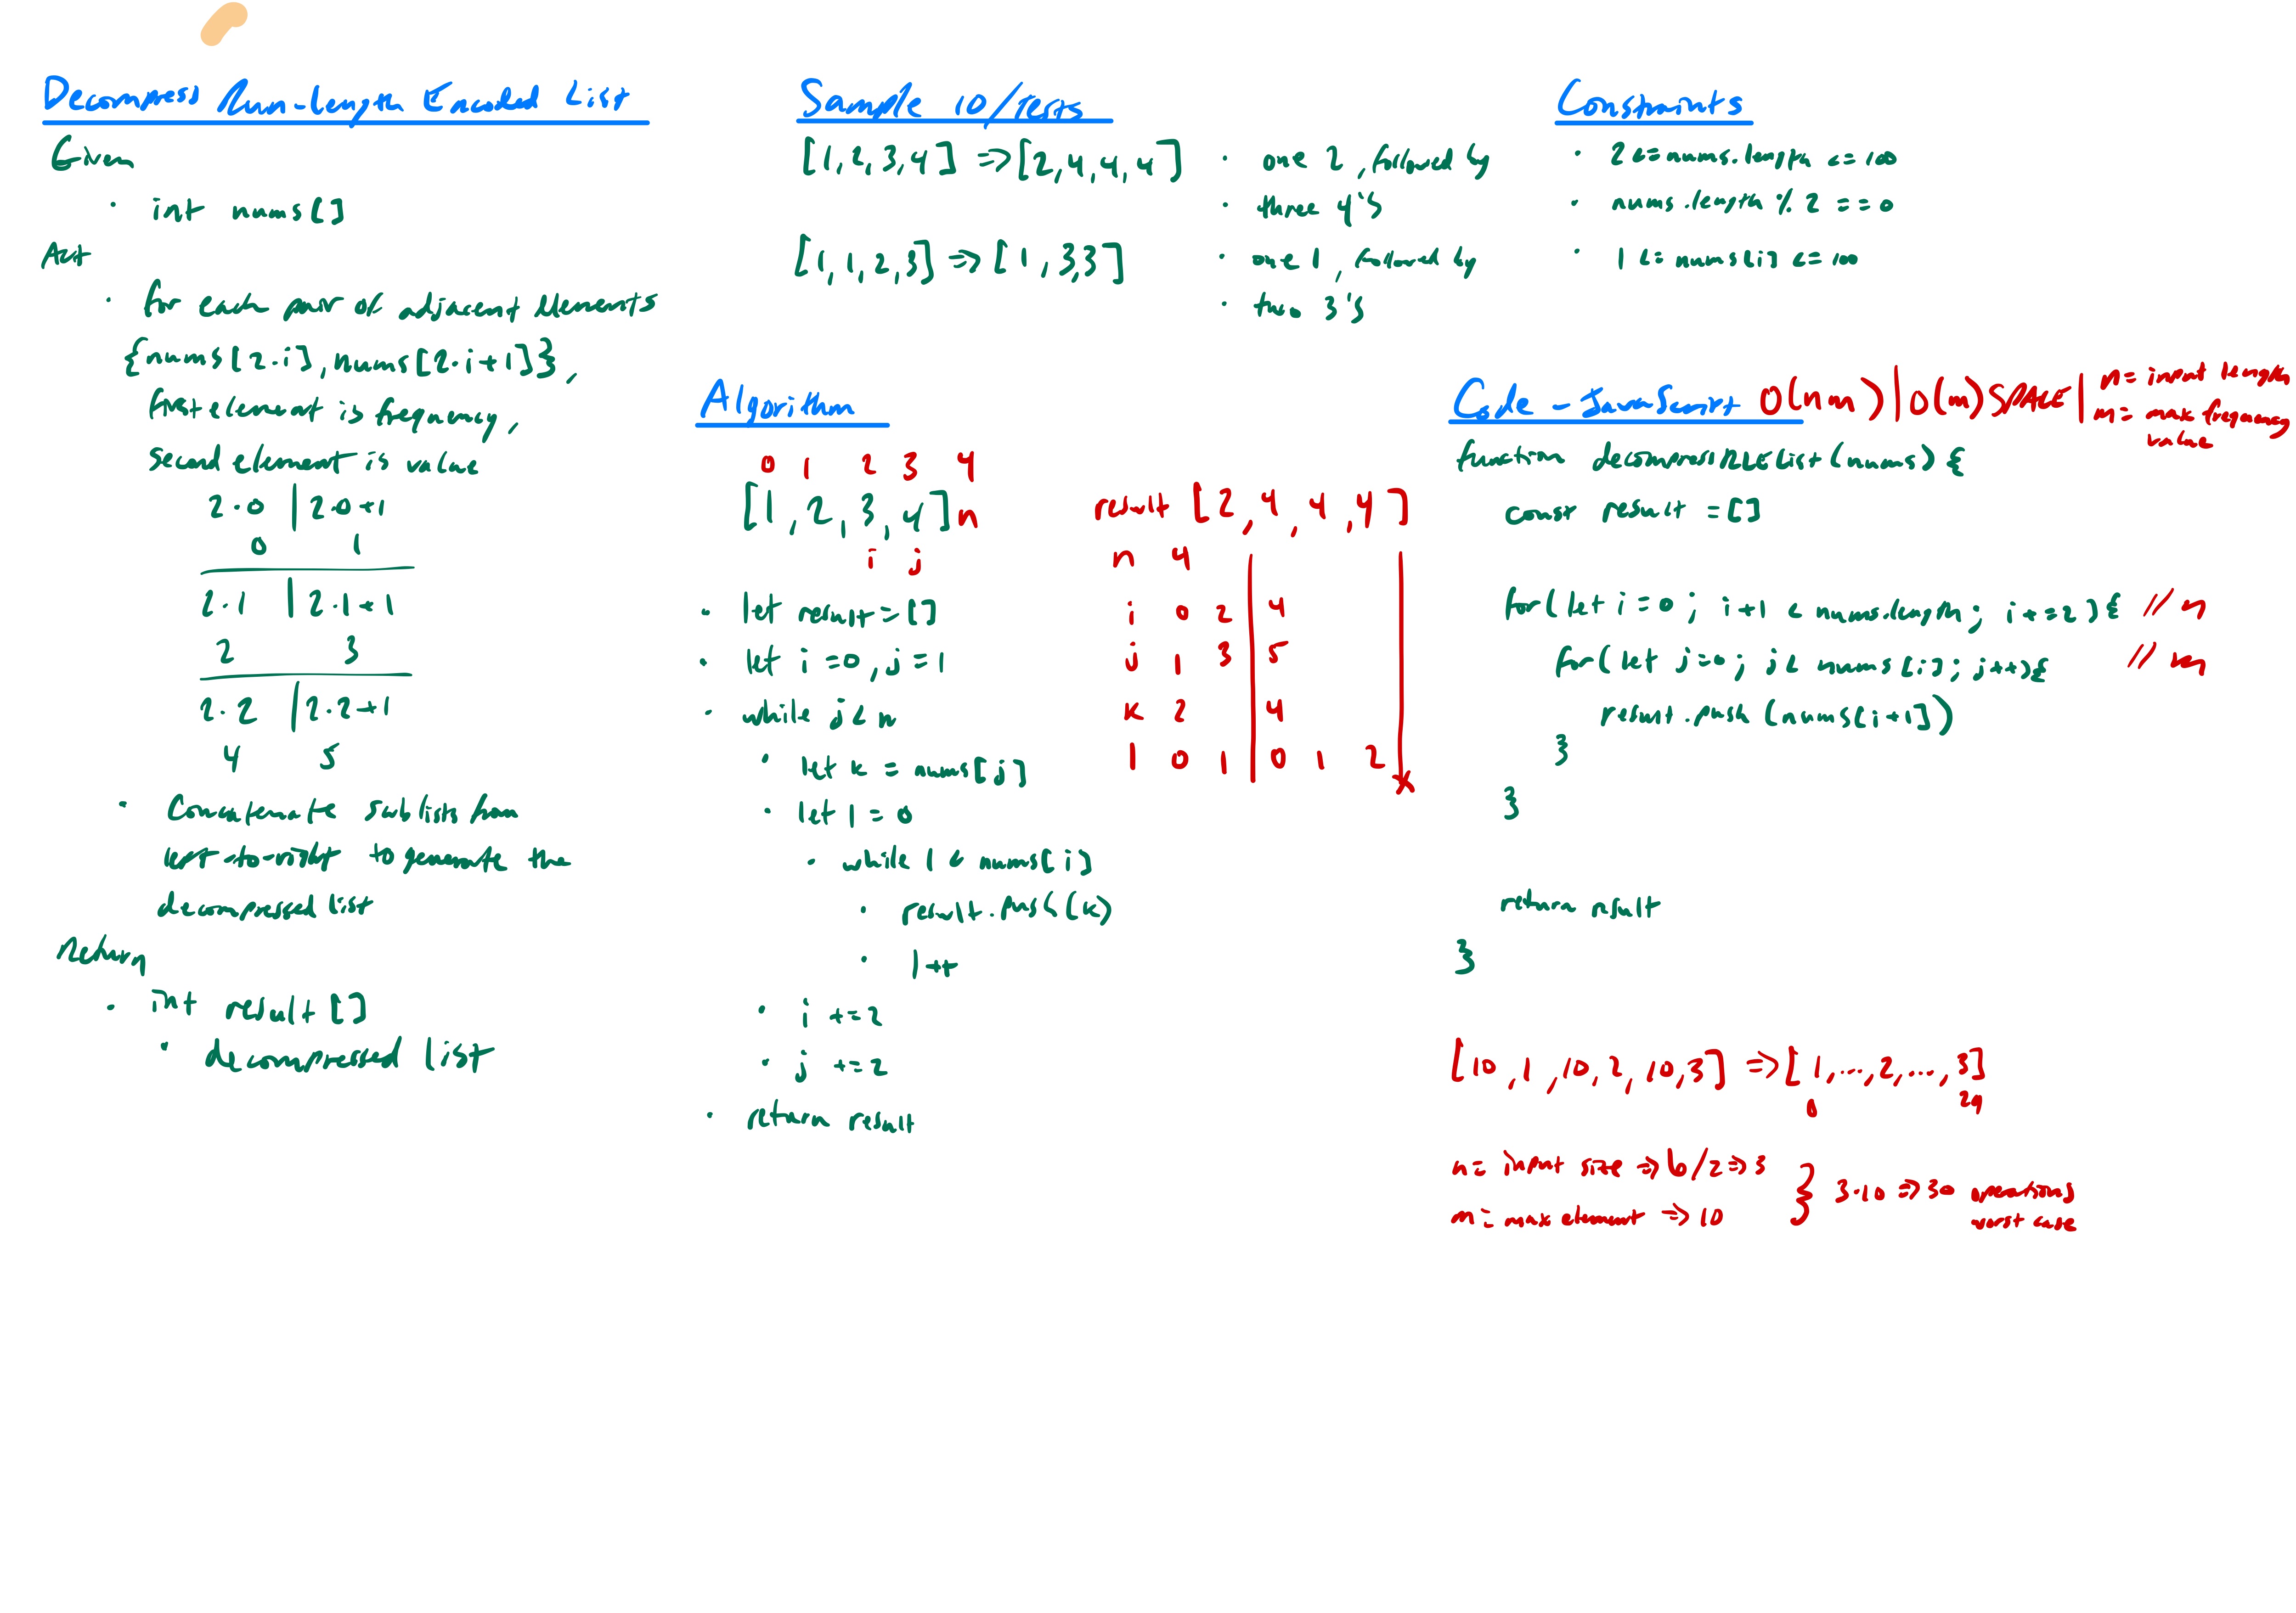 Decompress Run-Length Encoded List
Given
· int nums[]
Act
· for each pair of adjacent elements
{nums[2·i], nums[2·i+1]},
first element is frequency,
second element is value
2·0 | 2·0+1
0 1
2·1 | 2·1+1
2 3
2·2 | 2·2+1
4 5
· Concatenate sublists from
left-to-right to generate the
decompressed list
Return
· int result[]
· decompressed list
Sample IO/Tests
[1,2,3,4] => [2,4,4,4]
· one 2, followed by
· three 4's
[1,1,2,3] => [1,3,3]
· one 1, followed by
· two 3's
Constraints
· 2 <= nums.length <= 100
· nums.length % 2 == 0
· 1 <= nums[i] <= 100
Algorithm
0 1 2 3 4
[1,2,3,4] n
i j
· let result = []
· let i = 0, j = 1
· while j < n
· let k = nums[j]
· let l = 0
· while l < nums[i]
· result.push(k)
· l++
· i += 2
· j += 2
· return result
result [2,4,4,4]
n 4
i 0 2 | 4
j 1 3 | 5
k 2 | 4
l 0 1 | 0 1 2
Code - JavaScript O(nm) | O(m) SPACE |
n = input length
m = max frequency
value
function decompressRLEList(nums) {
const result = []
for(let i = 0; i+1 < nums.length; i += 2) { // n
for(let j = 0; j < nums[i]; j++) { // m
result.push(nums[i+1])
}
}
return result
}
[10,1,10,2,10,3] => [1,...,2,...,3]
0 29
n = input size => 6/2 => 3
m = max element => 10
} 3·10 => 30 operations
worst case